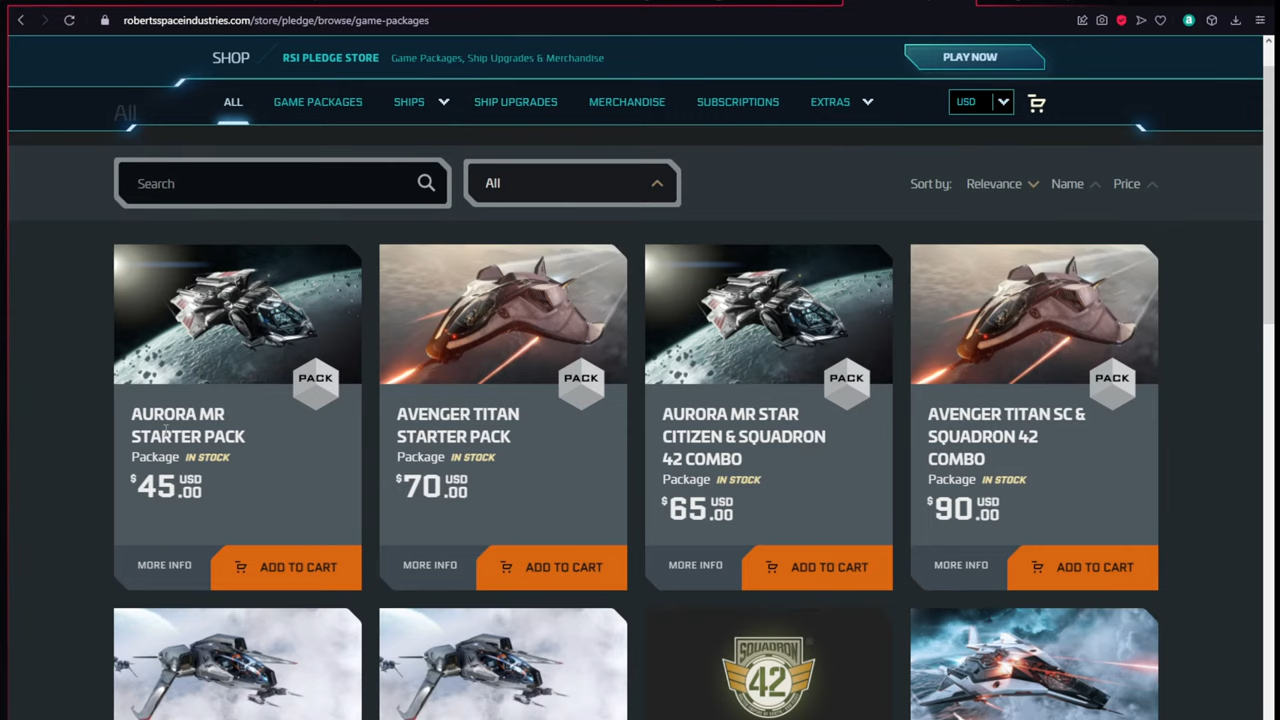 robertsspaceindustries.com/store/pledge/browse/game-packages
SHOP RSI PLEDGE STORE Game Packages, Ship Upgrades & Merchandise PLAY NOW
All
ALL GAME PACKAGES SHIPS SHIP UPGRADES MERCHANDISE SUBSCRIPTIONS EXTRAS USD
Search All Sort by: Relevance Name Price
PACK PACK PACK PACK
AURORA MR
STARTER PACK
Package IN STOCK
$45.00 USD
MORE INFO ADD TO CART
AVENGER TITAN
STARTER PACK
Package IN STOCK
$70.00 USD
MORE INFO ADD TO CART
AURORA MR STAR
CITIZEN & SQUADRON
42 COMBO
Package IN STOCK
$65.00 USD
MORE INFO ADD TO CART
AVENGER TITAN SC &
SQUADRON 42
COMBO
Package IN STOCK
$90.00 USD
MORE INFO ADD TO CART
SQUADRON
42